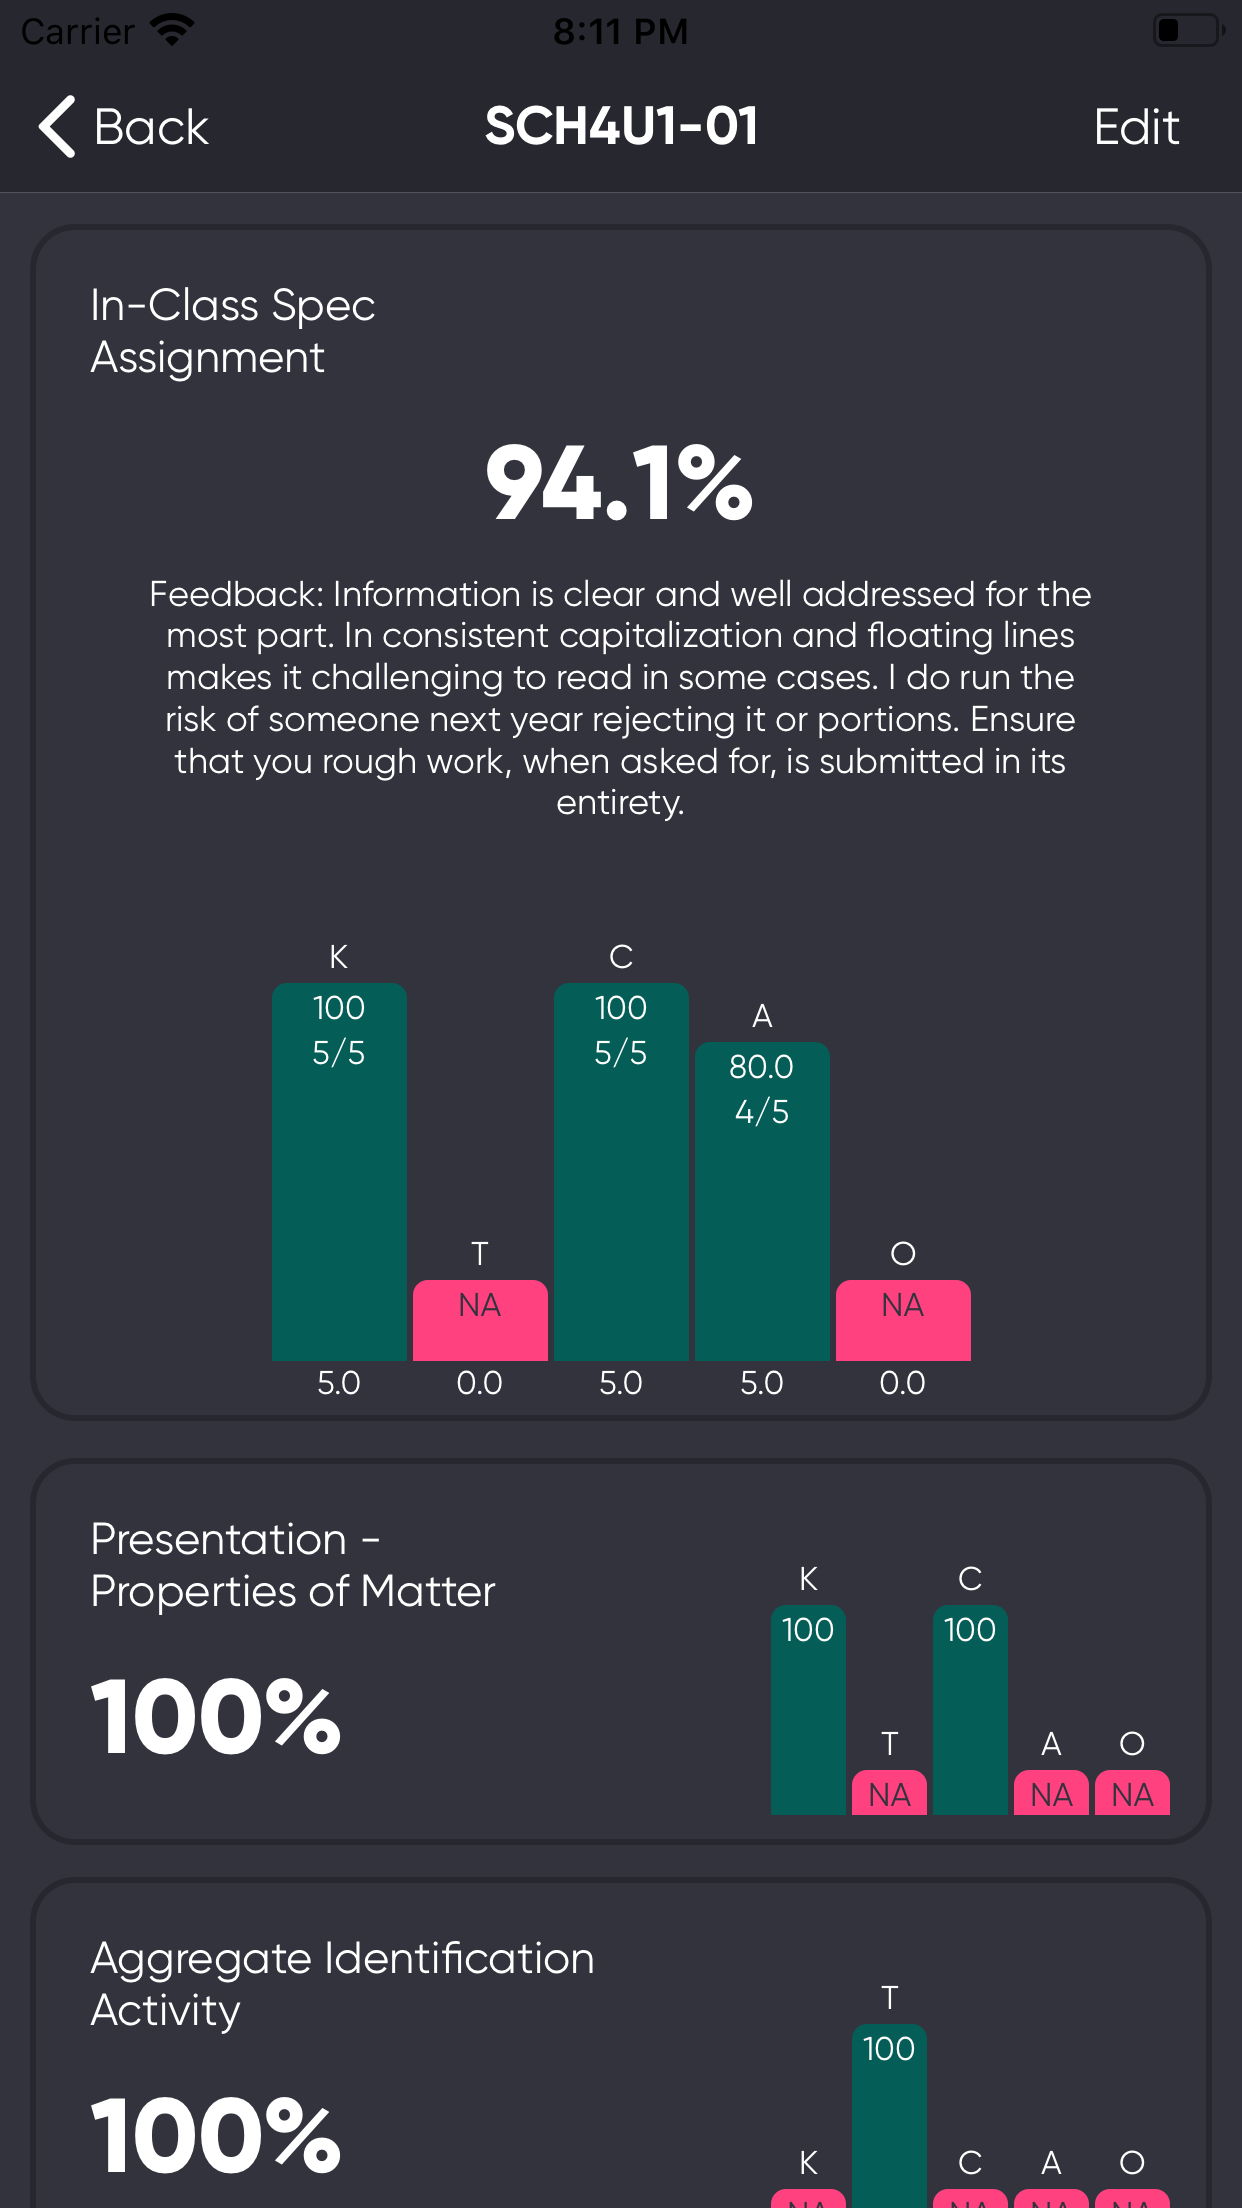 Carrier 8:11 PM
Back SCH4U1-01 Edit
In-Class Spec
Assignment
94.1%
Feedback: Information is clear and well addressed for the
most part. In consistent capitalization and floating lines
makes it challenging to read in some cases. I do run the
risk of someone next year rejecting it or portions. Ensure
that you rough work, when asked for, is submitted in its
entirety.
K C
100 100 A
5/5 5/5 80.0
4/5
T O
NA NA
5.0 0.0 5.0 5.0 0.0
Presentation -
Properties of Matter
100%
K C
100 100
T A O
NA NA NA
Aggregate Identification
Activity
100%
T
100
K C A O
NA NA NA NA